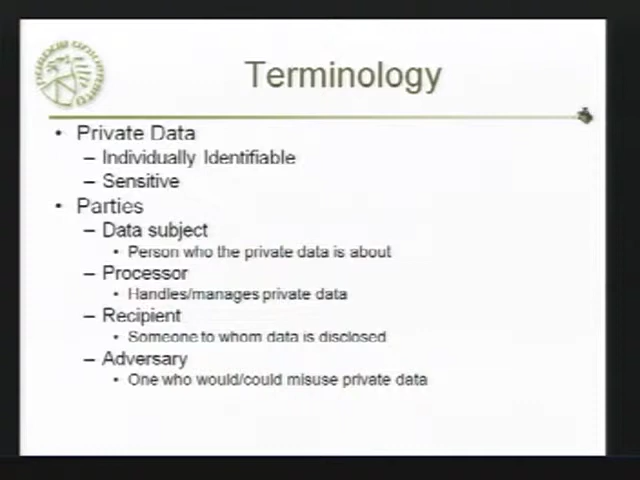 Terminology
• Private Data
– Individually Identifiable
– Sensitive
• Parties
– Data subject
• Person who the private data is about
– Processor
• Handles/manages private data
– Recipient
• Someone to whom data is disclosed
– Adversary
• One who would/could misuse private data